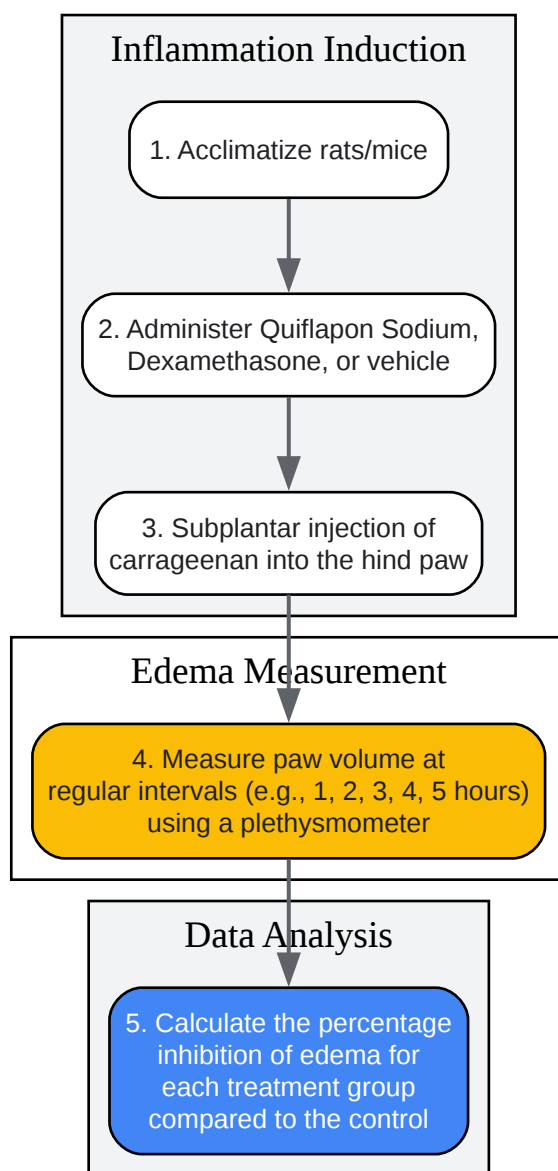 Inflammation Induction
1. Acclimatize rats/mice
2. Administer Quiflapon Sodium,
Dexamethasone, or vehicle
3. Subplantar injection of
carrageenan into the hind paw
Edema Measurement
4. Measure paw volume at
regular intervals (e.g., 1, 2, 3, 4, 5 hours)
using a plethysmometer
Data Analysis
5. Calculate the percentage
inhibition of edema for
each treatment group
compared to the control